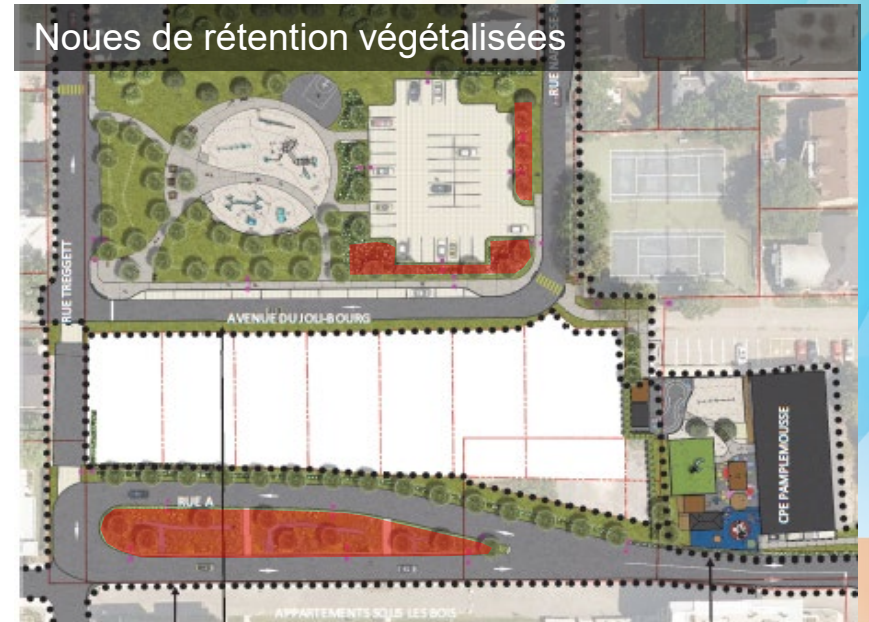 Noues de rétention végétalisées
RUE TREGGETT
AVENUE DU JOLI-BOURG
RUE A
CPE PAMPLEMOUSSE
APPARTEMENTS SOUS LES BOIS